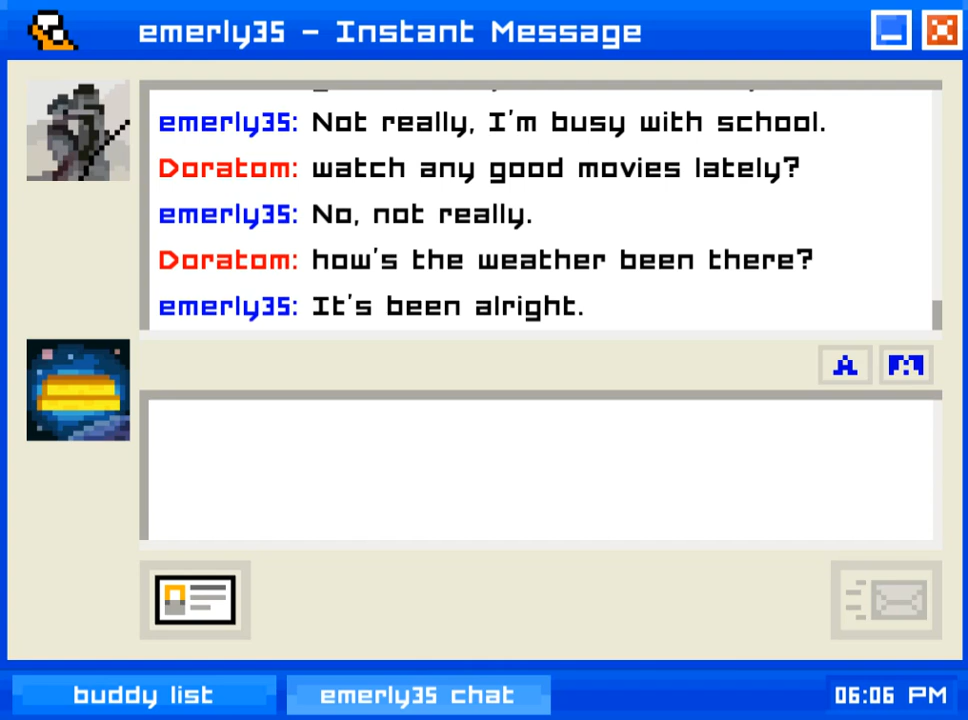 emerly35 - Instant Message
emerly35: Not really, I'm busy with school.
Doratom: watch any good movies lately?
emerly35: No, not really.
Doratom: how's the weather been there?
emerly35: It's been alright.
A
buddy list
emerly35 chat
06:06 PM